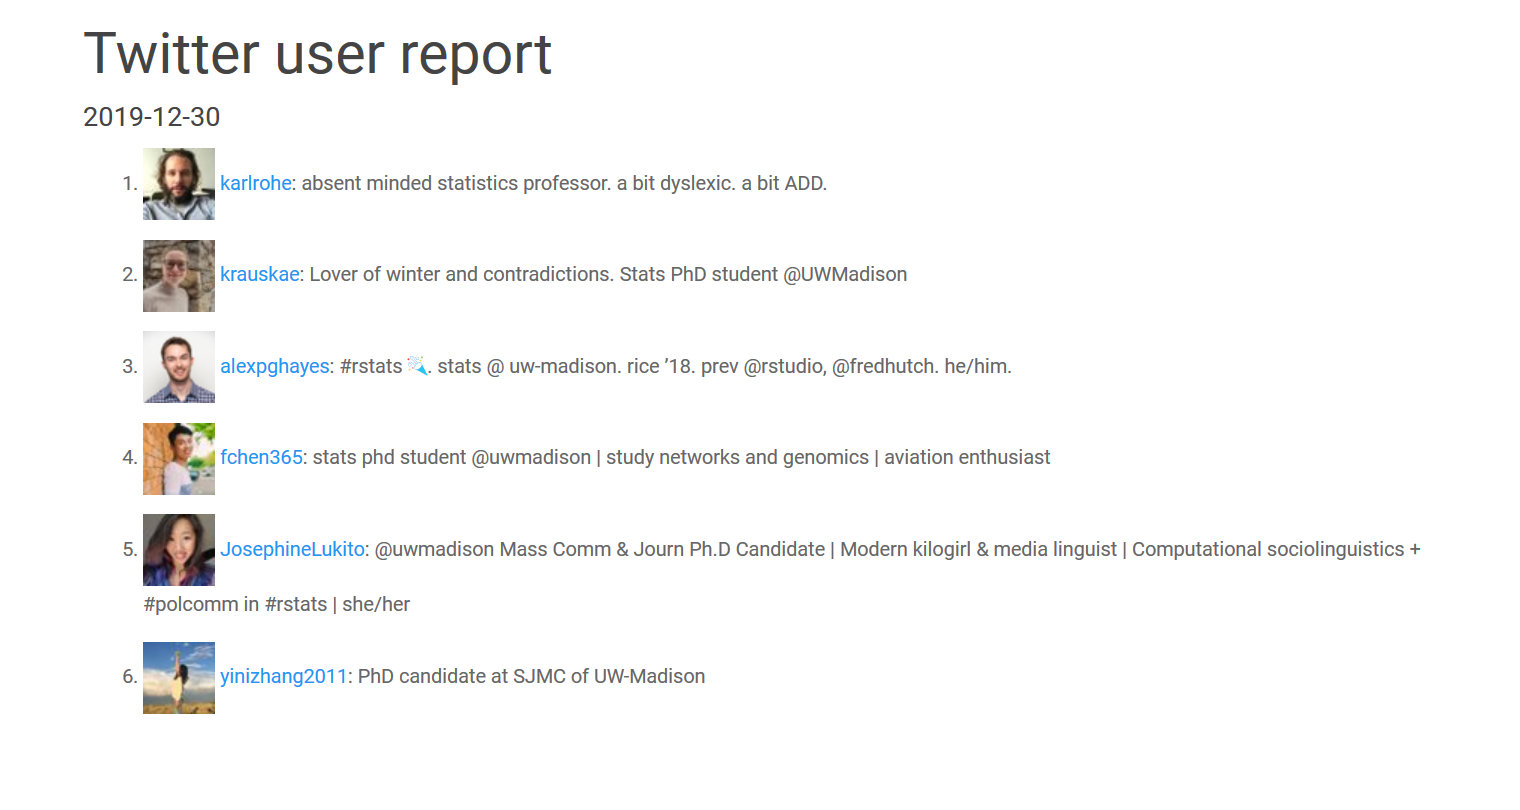 Twitter user report
2019-12-30
1. karlrohe: absent minded statistics professor. a bit dyslexic. a bit ADD.
2. krauskae: Lover of winter and contradictions. Stats PhD student @UWMadison
3. alexpghayes: #rstats 🎊. stats @ uw-madison. rice ’18. prev @rstudio, @fredhutch. he/him.
4. fchen365: stats phd student @uwmadison | study networks and genomics | aviation enthusiast
5. JosephineLukito: @uwmadison Mass Comm & Journ Ph.D Candidate | Modern kilogirl & media linguist | Computational sociolinguistics +
#polcomm in #rstats | she/her
6. yinizhang2011: PhD candidate at SJMC of UW-Madison